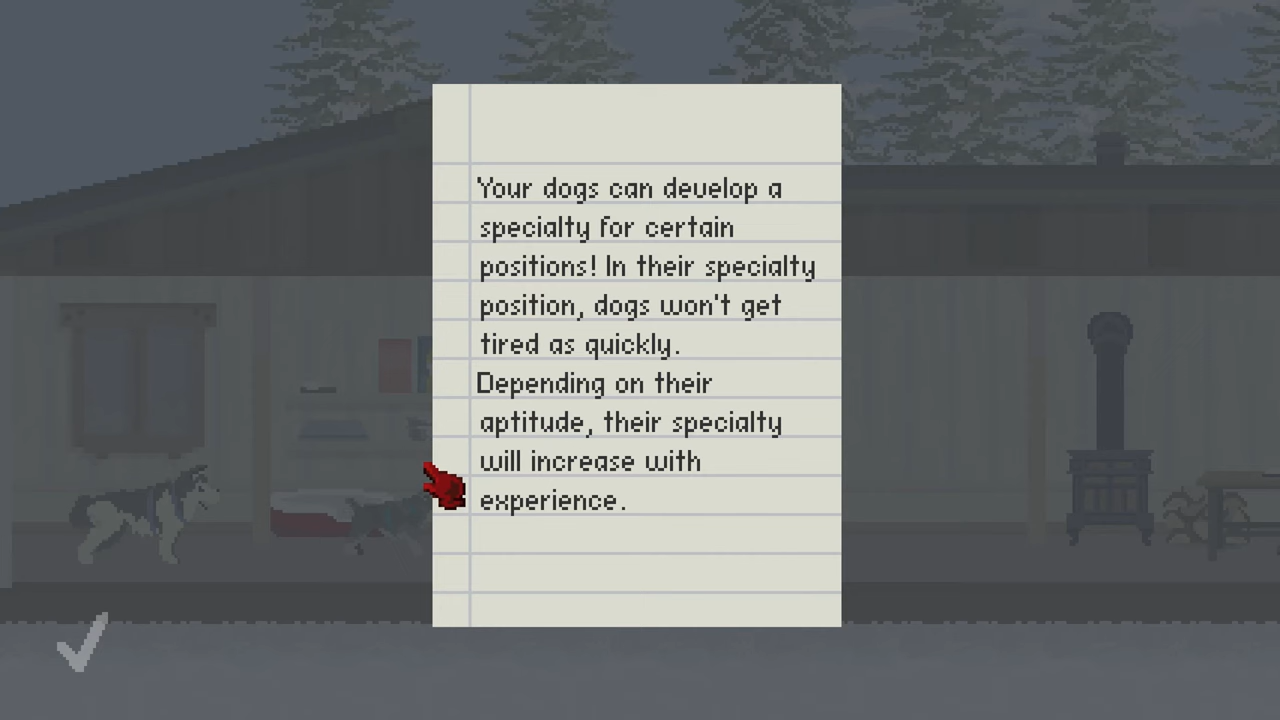 Your dogs can develop a
specialty for certain
positions! In their specialty
position, dogs won't get
tired as quickly.
Depending on their
aptitude, their specialty
will increase with
experience.